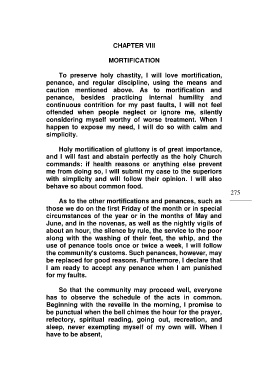 CHAPTER VIII
MORTIFICATION
To preserve holy chastity, I will love mortification,
penance, and regular discipline, using the means and
caution mentioned above. As to mortification and
penance, besides practicing internal humility and
continuous contrition for my past faults, I will not feel
offended when people neglect or ignore me, silently
considering myself worthy of worse treatment. When I
happen to expose my need, I will do so with calm and
simplicity.
Holy mortification of gluttony is of great importance,
and I will fast and abstain perfectly as the holy Church
commands: if health reasons or anything else prevent
me from doing so, I will submit my case to the superiors
with simplicity and will follow their opinion. I will also
behave so about common food.
275
As to the other mortifications and penances, such as
those we do on the first Friday of the month or in special
circumstances of the year or in the months of May and
June, and in the novenas, as well as the nightly vigils of
about an hour, the silence by rule, the service to the poor
along with the washing of their feet, the whip, and the
use of penance tools once or twice a week, I will follow
the community's customs. Such penances, however, may
be replaced for good reasons. Furthermore, I declare that
I am ready to accept any penance when I am punished
for my faults.
So that the community may proceed well, everyone
has to observe the schedule of the acts in common.
Beginning with the reveille in the morning, I promise to
be punctual when the bell chimes the hour for the prayer,
refectory, spiritual reading, going out, recreation, and
sleep, never exempting myself of my own will. When I
have to be absent,